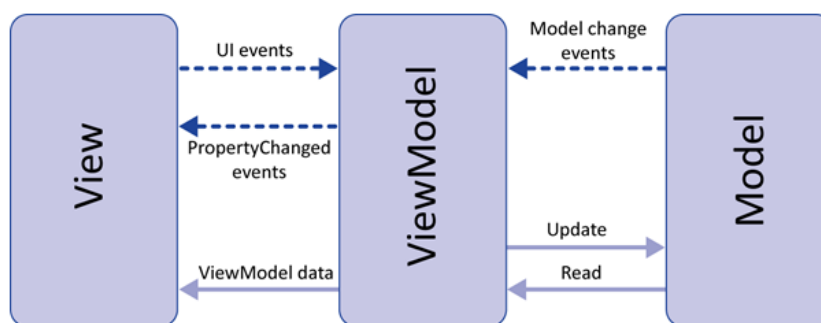 UI events
Model change
events
PropertyChanged
events
View
ViewModel
Model
Update
ViewModel data
Read